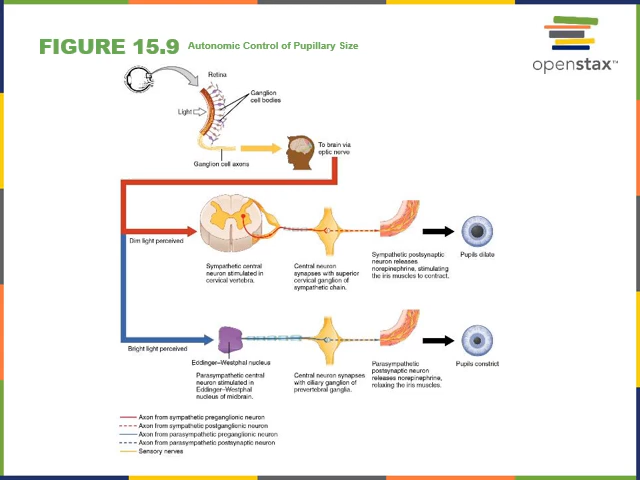 FIGURE 15.9 Autonomic Control of Pupillary Size
openstax™
Retina
Ganglion
cell bodies
Light
Ganglion cell axons
To brain via
optic nerve
Dim light perceived
Sympathetic central
neuron stimulated in
cervical vertebra.
Central neuron
synapses with superior
cervical ganglion of
sympathetic chain.
Sympathetic postsynaptic
neuron releases
norepinephrine, stimulating
the iris muscles to contract.
Pupils dilate
Bright light perceived
Eddinger–Westphal nucleus
Parasympathetic central
neuron stimulated in
Eddinger–Westphal
nucleus of midbrain.
Central neuron synapses
with ciliary ganglion of
prevertebral ganglia.
Parasympathetic
postsynaptic neuron
releases norepinephrine,
relaxing the iris muscles.
Pupils constrict
Axon from sympathetic preganglionic neuron
Axon from sympathetic postganglionic neuron
Axon from parasympathetic preganglionic neuron
Axon from parasympathetic postsynaptic neuron
Sensory nerves